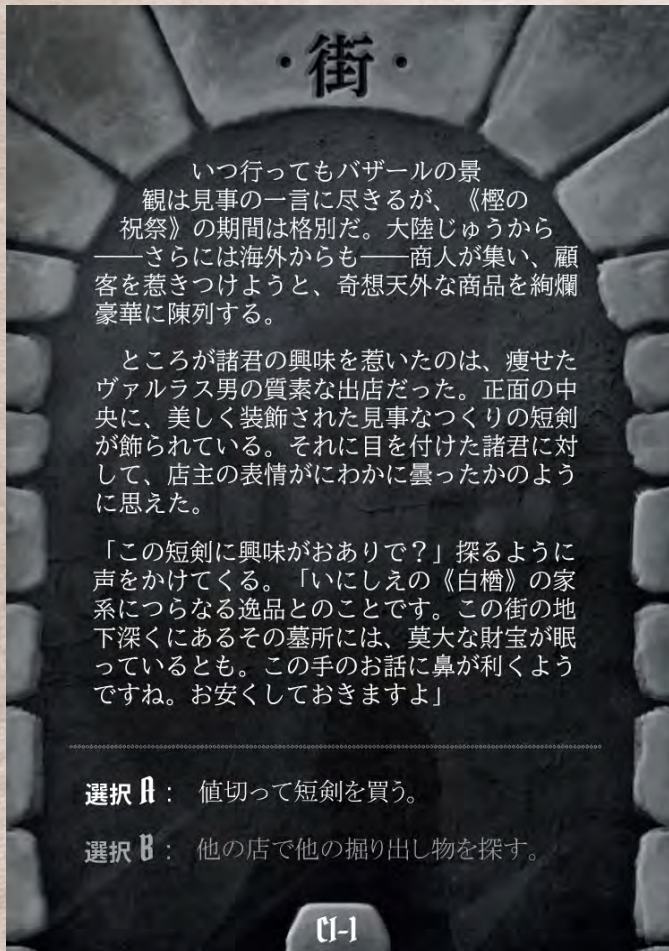 ・街・
いつ行ってもバザールの景
観は見事の一言に尽きるが、《樫の
祝祭》の期間は格別だ。大陸じゅうから
――さらには海外からも――商人が集い、顧
客を惹きつけようと、奇想天外な商品を絢爛
豪華に陳列する。
ところが諸君の興味を惹いたのは、痩せた
ヴァルラス男の質素な出店だった。正面の中
央に、美しく装飾された見事なつくりの短剣
が飾られている。それに目を付けた諸君に対
して、店主の表情がにわかに曇ったかのよう
に思えた。
「この短剣に興味がおありで？」探るように
声をかけてくる。「いにしえの《白楢》の家
系につらなる逸品とのことです。この街の地
下深くにあるその墓所には、莫大な財宝が眠
っているとも。この手のお話に鼻が利くよう
ですね。お安くしておきますよ」
選択 A： 値切って短剣を買う。
選択 B： 他の店で他の掘り出し物を探す。
C1-1